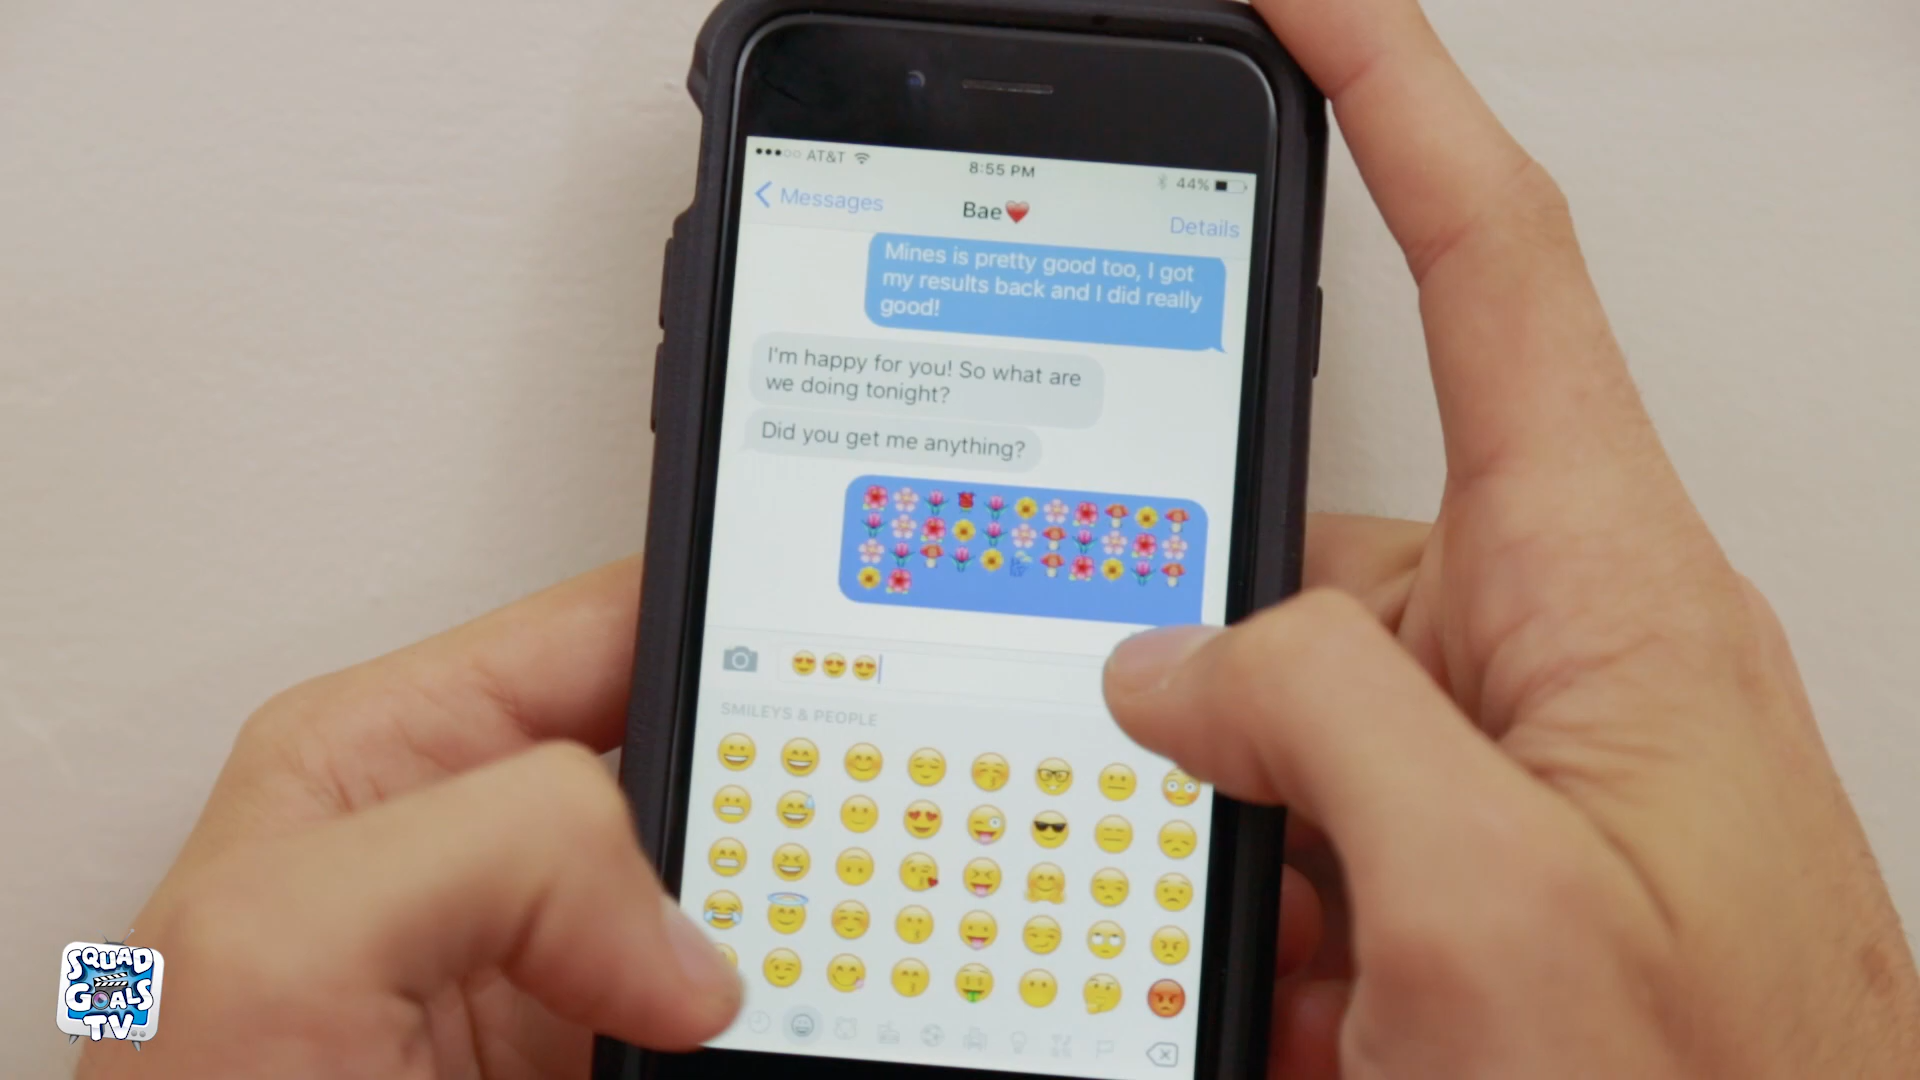 AT&T
8:55 PM
44%
Messages
Bae❤️
Details
Mines is pretty good too, I got
my results back and I did really
good!
I'm happy for you! So what are
we doing tonight?
Did you get me anything?
SMILEYS & PEOPLE
SQUAD
GOALS
TV